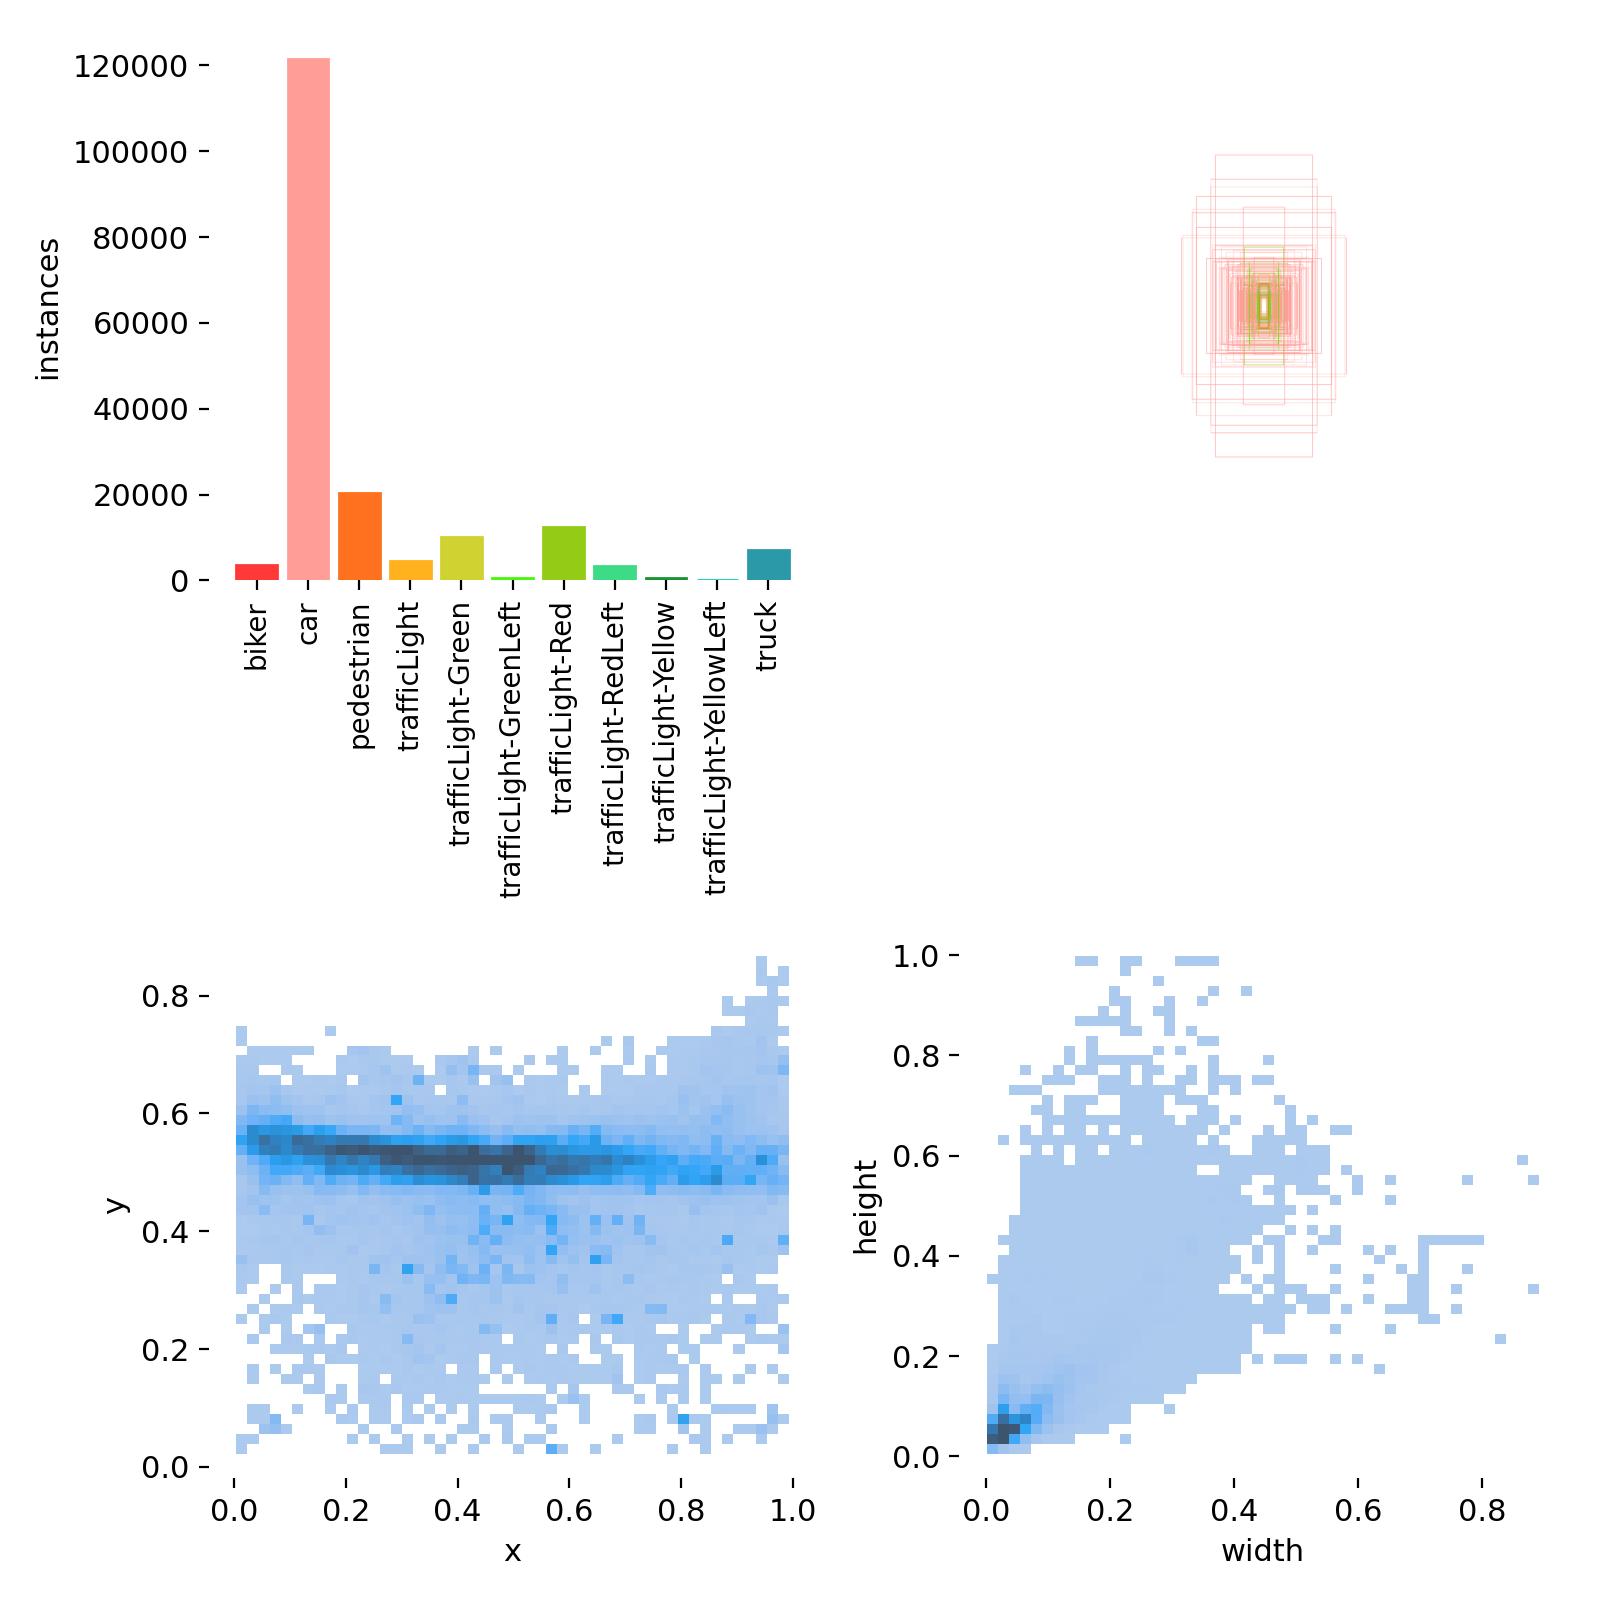 120000
100000
80000
60000
40000
20000
0
instances
biker
car
pedestrian
trafficLight
trafficLight-Green
trafficLight-GreenLeft
trafficLight-Red
trafficLight-RedLeft
trafficLight-Yellow
trafficLight-YellowLeft
truck
0.8
0.6
0.4
0.2
0.0
y
0.0 0.2 0.4 0.6 0.8 1.0
x
1.0
0.8
0.6
0.4
0.2
0.0
height
0.0 0.2 0.4 0.6 0.8
width